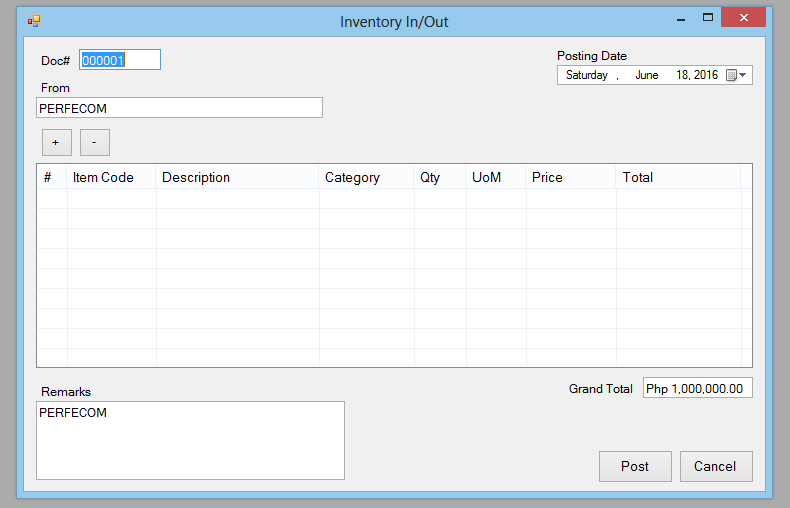 Inventory In/Out
Doc# 000001
Posting Date
Saturday , June 18, 2016
From
PERFECOM
+ -
# Item Code Description Category Qty UoM Price Total
Remarks
PERFECOM
Grand Total Php 1,000,000.00
Post Cancel